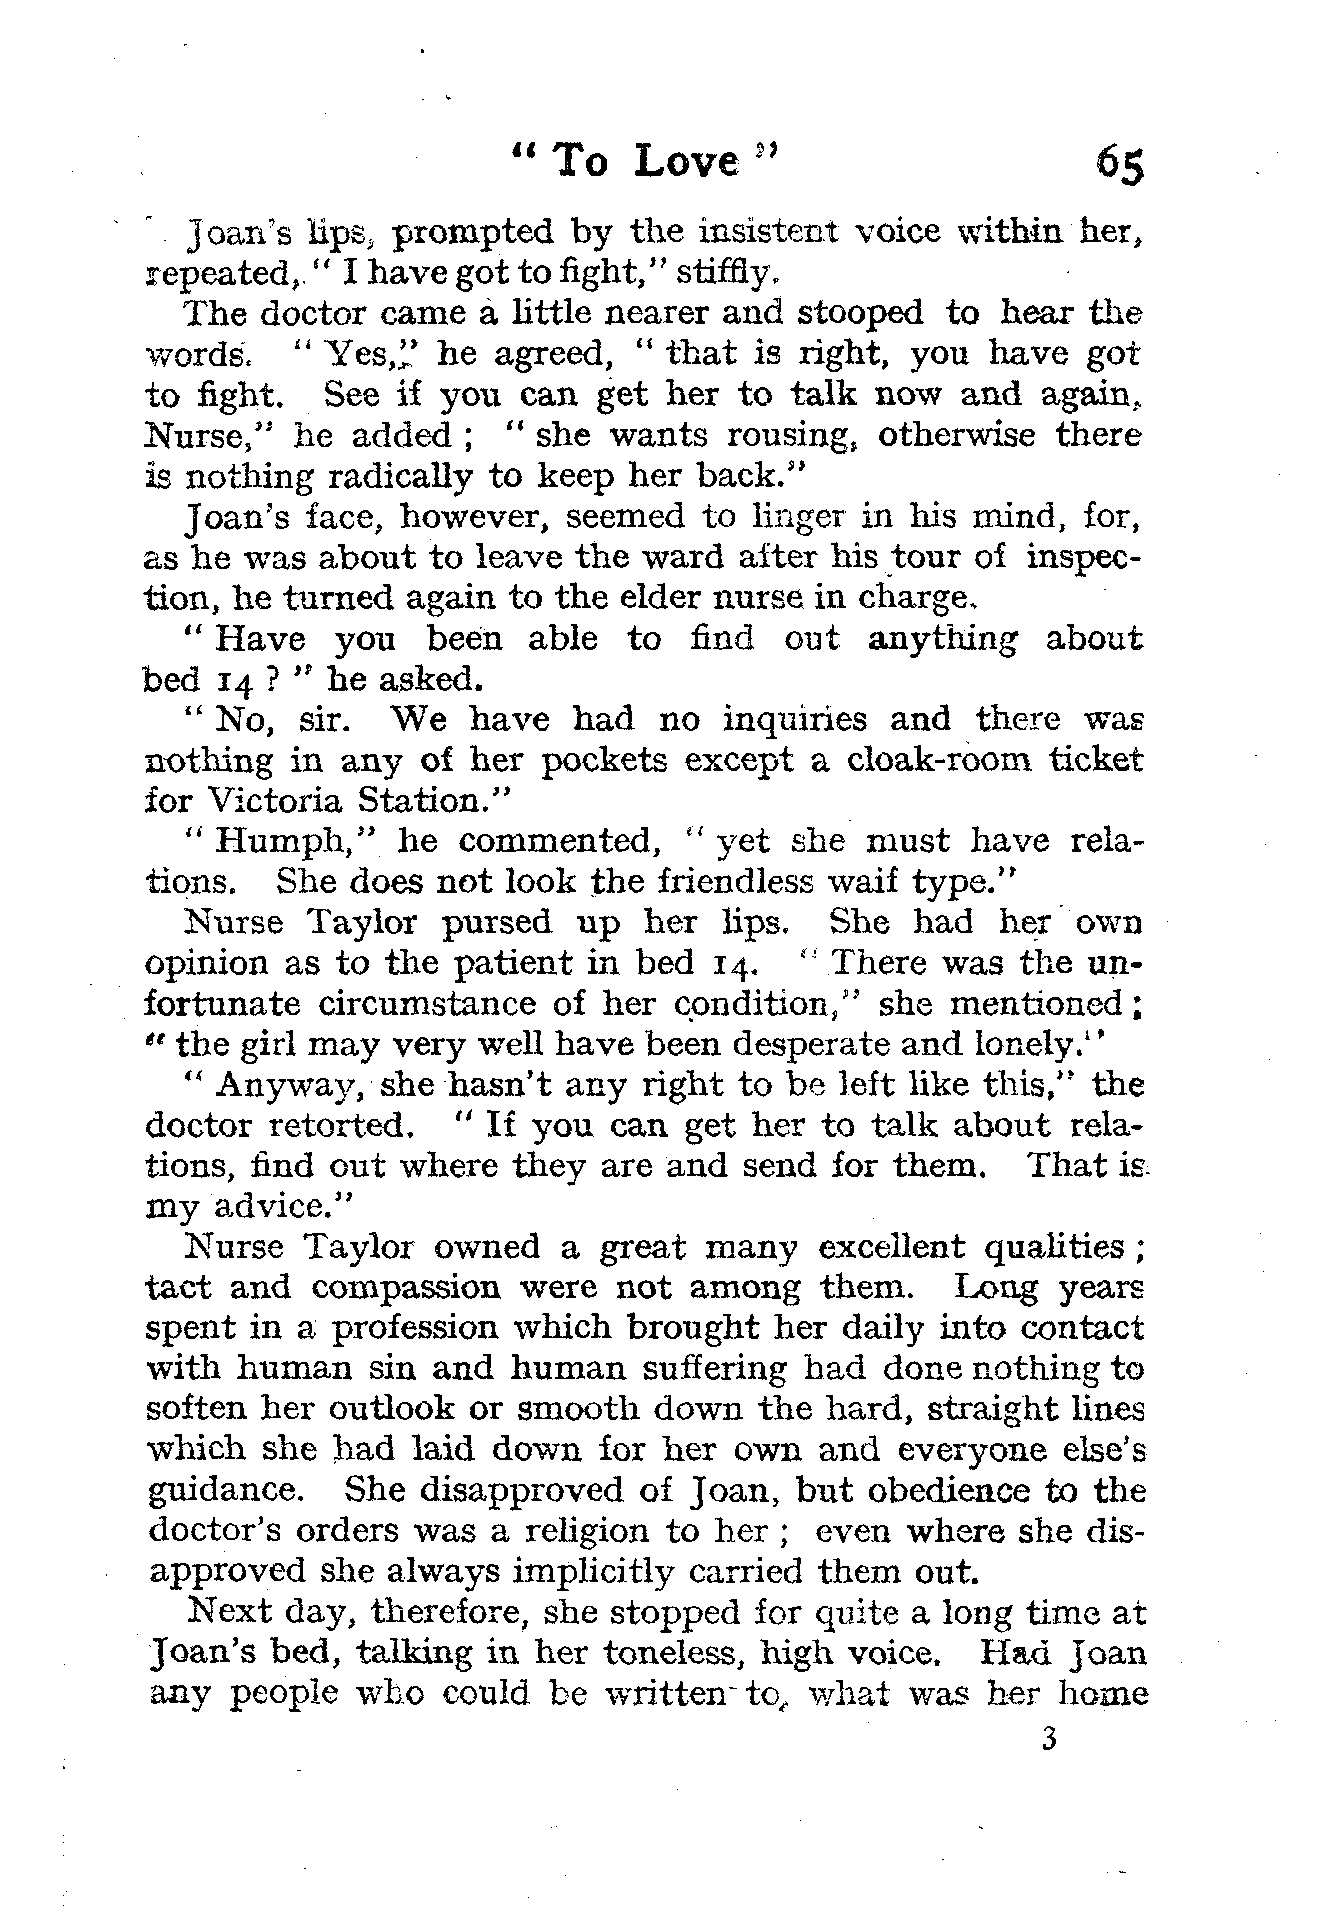 " To Love " 65
Joan's lips, prompted by the insistent voice within her,
repeated, " I have got to fight," stiffly.
The doctor came a little nearer and stooped to hear the
words. " Yes," he agreed, " that is right, you have got
to fight. See if you can get her to talk now and again,
Nurse," he added ; " she wants rousing, otherwise there
is nothing radically to keep her back."
Joan's face, however, seemed to linger in his mind, for,
as he was about to leave the ward after his tour of inspec-
tion, he turned again to the elder nurse in charge.
" Have you been able to find out anything about
bed 14 ? " he asked.
" No, sir. We have had no inquiries and there was
nothing in any of her pockets except a cloak-room ticket
for Victoria Station."
" Humph," he commented, " yet she must have rela-
tions. She does not look the friendless waif type."
Nurse Taylor pursed up her lips. She had her own
opinion as to the patient in bed 14. " There was the un-
fortunate circumstance of her condition," she mentioned ;
" the girl may very well have been desperate and lonely."
" Anyway, she hasn't any right to be left like this," the
doctor retorted. " If you can get her to talk about rela-
tions, find out where they are and send for them. That is
my advice."
Nurse Taylor owned a great many excellent qualities ;
tact and compassion were not among them. Long years
spent in a profession which brought her daily into contact
with human sin and human suffering had done nothing to
soften her outlook or smooth down the hard, straight lines
which she had laid down for her own and everyone else's
guidance. She disapproved of Joan, but obedience to the
doctor's orders was a religion to her ; even where she dis-
approved she always implicitly carried them out.
Next day, therefore, she stopped for quite a long time at
Joan's bed, talking in her toneless, high voice. Had Joan
any people who could be written to, what was her home
3